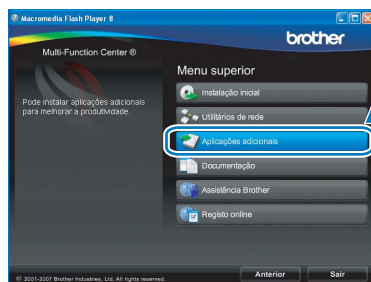 Macromedia Flash Player 8
brother
Multi-Function Center ®
Menu superior
Instalação inicial
Pode instalar aplicações adicionais
para melhorar a produtividade.
Utilitários de rede
Aplicações adicionais
Documentação
Assistência Brother
Registo online
© 2001-2007 Brother Industries, Ltd. All rights reserved.
Anterior
Sair